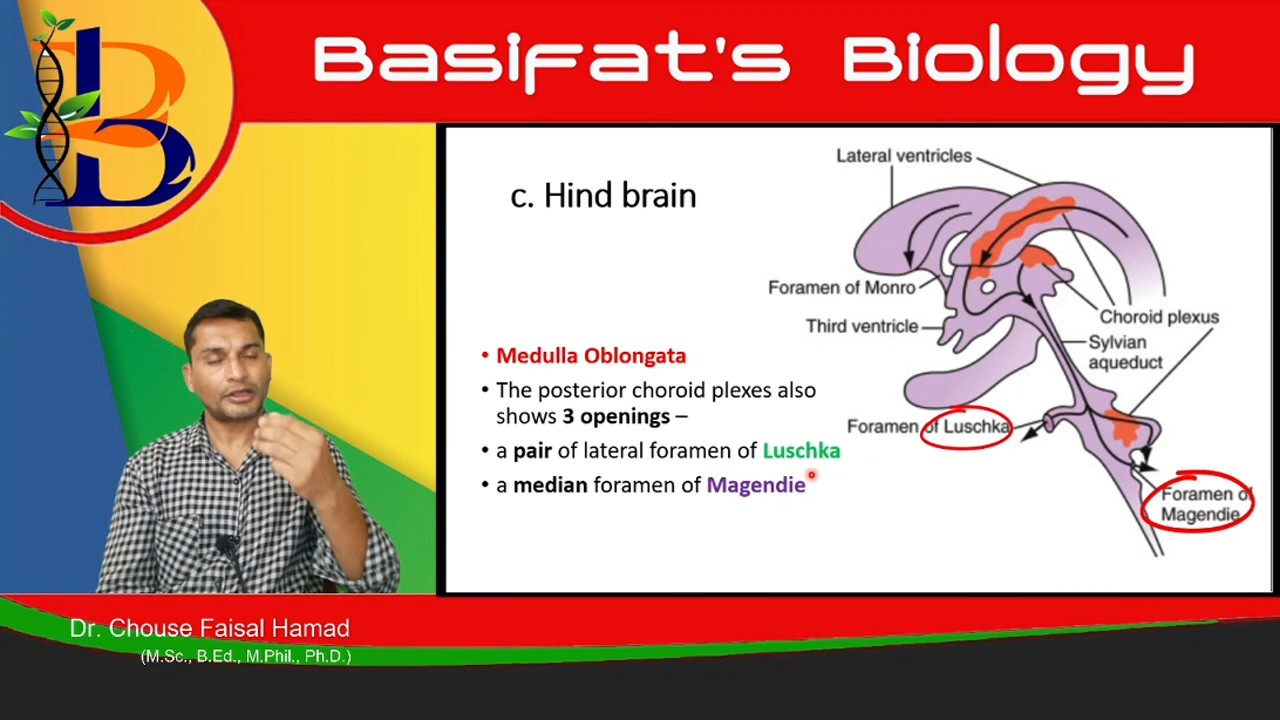 Basifat's Biology
c. Hind brain
• Medulla Oblongata
• The posterior choroid plexes also
shows 3 openings –
• a pair of lateral foramen of Luschka
• a median foramen of Magendie
Lateral ventricles
Foramen of Monro
Third ventricle
Choroid plexus
Sylvian
aqueduct
Foramen of Luschka
Foramen of
Magendie
Dr. Chouse Faisal Hamad
(M.Sc., B.Ed., M.Phil., Ph.D.)